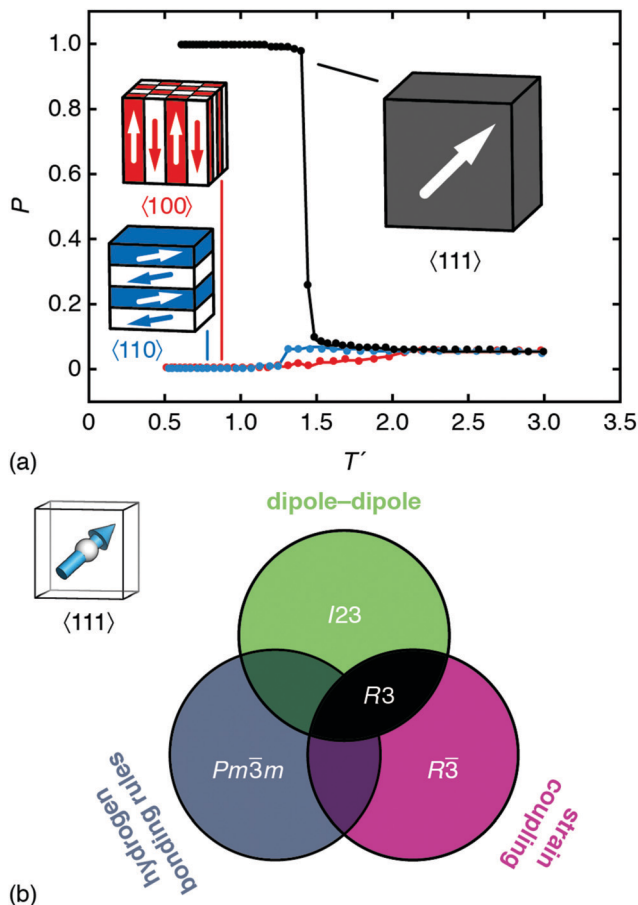 1.0
0.8
0.6
0.4
0.2
0
P
⟨100⟩
⟨110⟩
⟨111⟩
0 0.5 1.0 1.5 2.0 2.5 3.0 3.5
(a)
T′
dipole–dipole
⟨111⟩
I23
R3
Pm3̅m
R3̅
hydrogen
bonding rules
strain
coupling
(b)